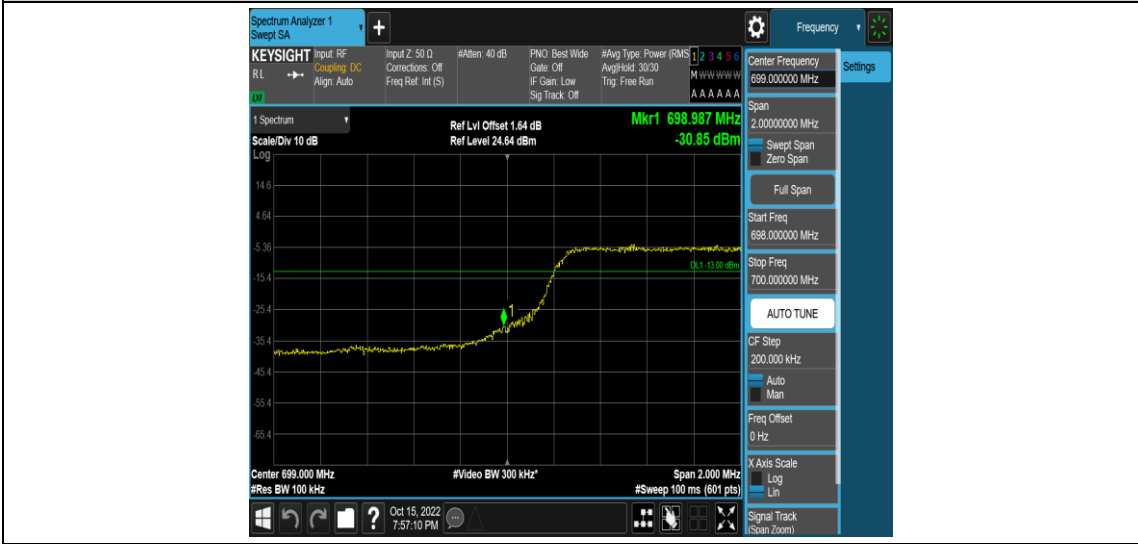 Spectrum Analyzer 1
Swept SA
Frequency
KEYSIGHT
RL
Input: RF
Coupling: DC
Align: Auto
Input Z: 50 Ω
Corrections: Off
Freq Ref: Int (S)
#Atten: 40 dB
PNO: Best Wide
Gate: Off
IF Gain: Low
Sig Track: Off
#Avg Type: Power (RMS
Avg|Hold: 30/30
Trig: Free Run
1 2 3 4 5 6
M W W W W W
A A A A A A
Center Frequency
699.000000 MHz
Settings
Span
2.00000000 MHz
Swept Span
Zero Span
Full Span
Start Freq
698.000000 MHz
Stop Freq
700.000000 MHz
AUTO TUNE
CF Step
200.000 kHz
Auto
Man
Freq Offset
0 Hz
X Axis Scale
Log
Lin
Signal Track
(Span Zoom)
1 Spectrum
Scale/Div 10 dB
Log
Ref Lvl Offset 1.64 dB
Ref Level 24.64 dBm
Mkr1 698.987 MHz
-30.85 dBm
14.6
4.64
-5.36
DL1 -13.00 dBm
-15.4
-25.4
1
-35.4
-45.4
-55.4
-65.4
Center 699.000 MHz
#Res BW 100 kHz
#Video BW 300 kHz*
Span 2.000 MHz
#Sweep 100 ms (601 pts)
?
Oct 15, 2022
7:57:10 PM